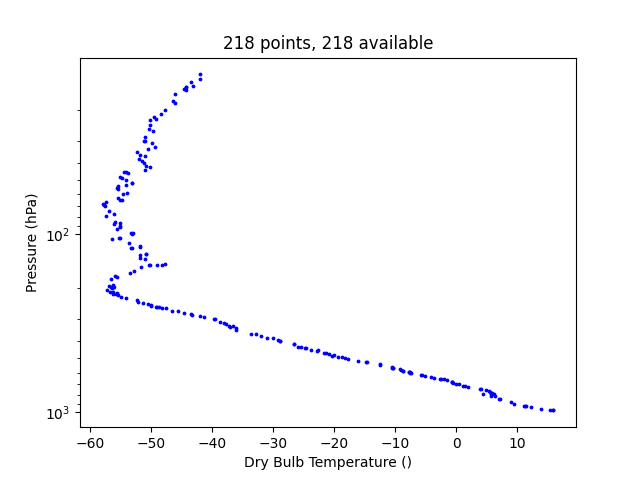 218 points, 218 available
Pressure (hPa)
10²
10³
−60 −50 −40 −30 −20 −10 0 10
Dry Bulb Temperature ()